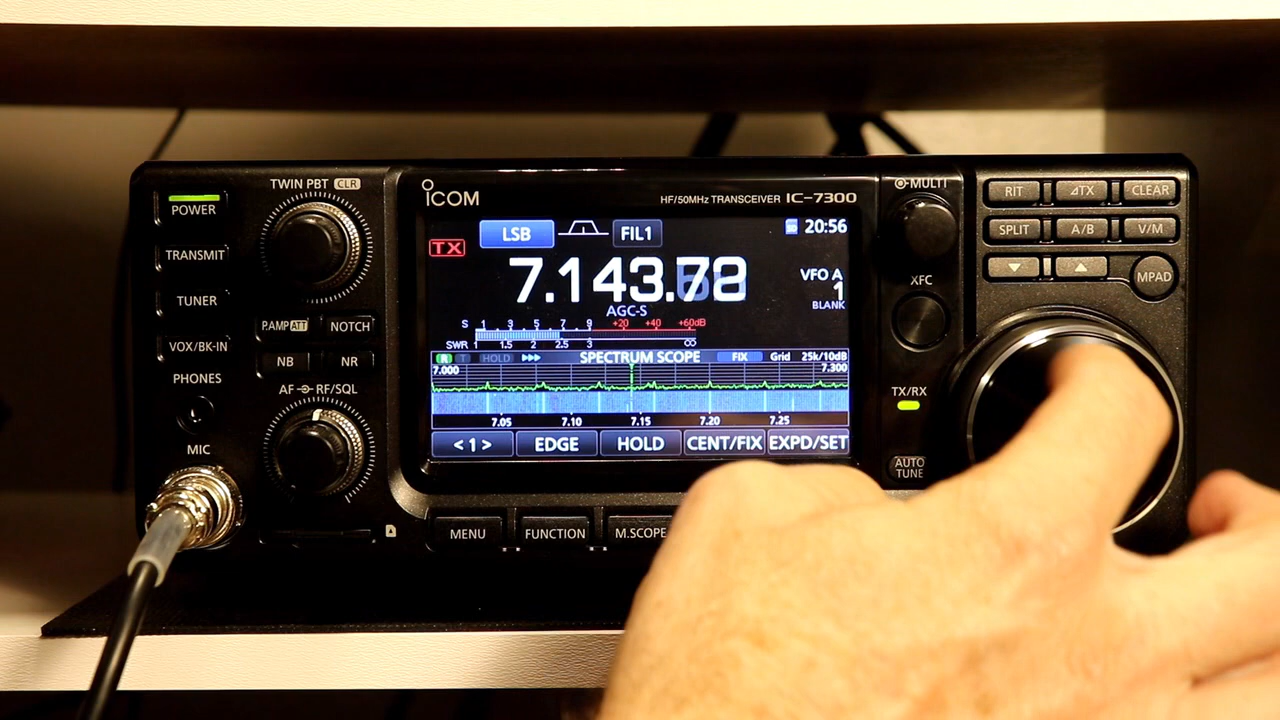 TWIN PBT CLR
POWER
TRANSMIT
TUNER
VOX/BK-IN
P.AMP ATT
NOTCH
NB
NR
PHONES
AF RF/SQL
MIC
ICOM
HF/50MHz TRANSCEIVER IC-7300
LSB
FIL1
20:56
TX
7.143.
VFO A
1
BLANK
AGC-S
S 1 3 5 7 9 +20 +40 +60dB
SWR 1 1.5 2 2.5 3 ∞
R T HOLD SPECTRUM SCOPE FIX Grid 25k/10dB
7.000
7.300
7.05 7.10 7.15 7.20 7.25
<1> EDGE HOLD CENT/FIX EXPD/SET
MENU
FUNCTION
M.SCOPE
MULTI
XFC
TX/RX
AUTO
TUNE
RIT
ΔTX
CLEAR
SPLIT
A/B
V/M
MPAD